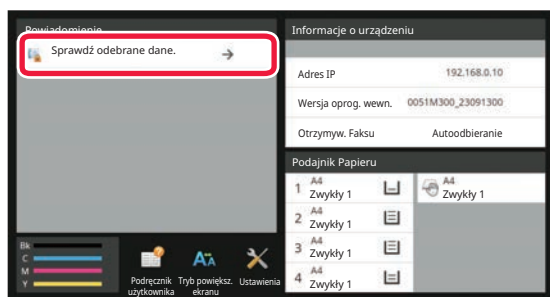 Powiadomienie
Sprawdź odebrane dane.
Informacje o urządzeniu
Adres IP 192.168.0.10
Wersja oprog. wewn. 0051M300_23091300
Otrzymyw. Faksu Autoodbieranie
Podajnik Papieru
1 A4
Zwykły 1
A4
Zwykły 1
2 A4
Zwykły 1
3 A4
Zwykły 1
4 A4
Zwykły 1
Bk
C
M
Y
Podręcznik
użytkownika
Tryb powiększ.
ekranu
Ustawienia